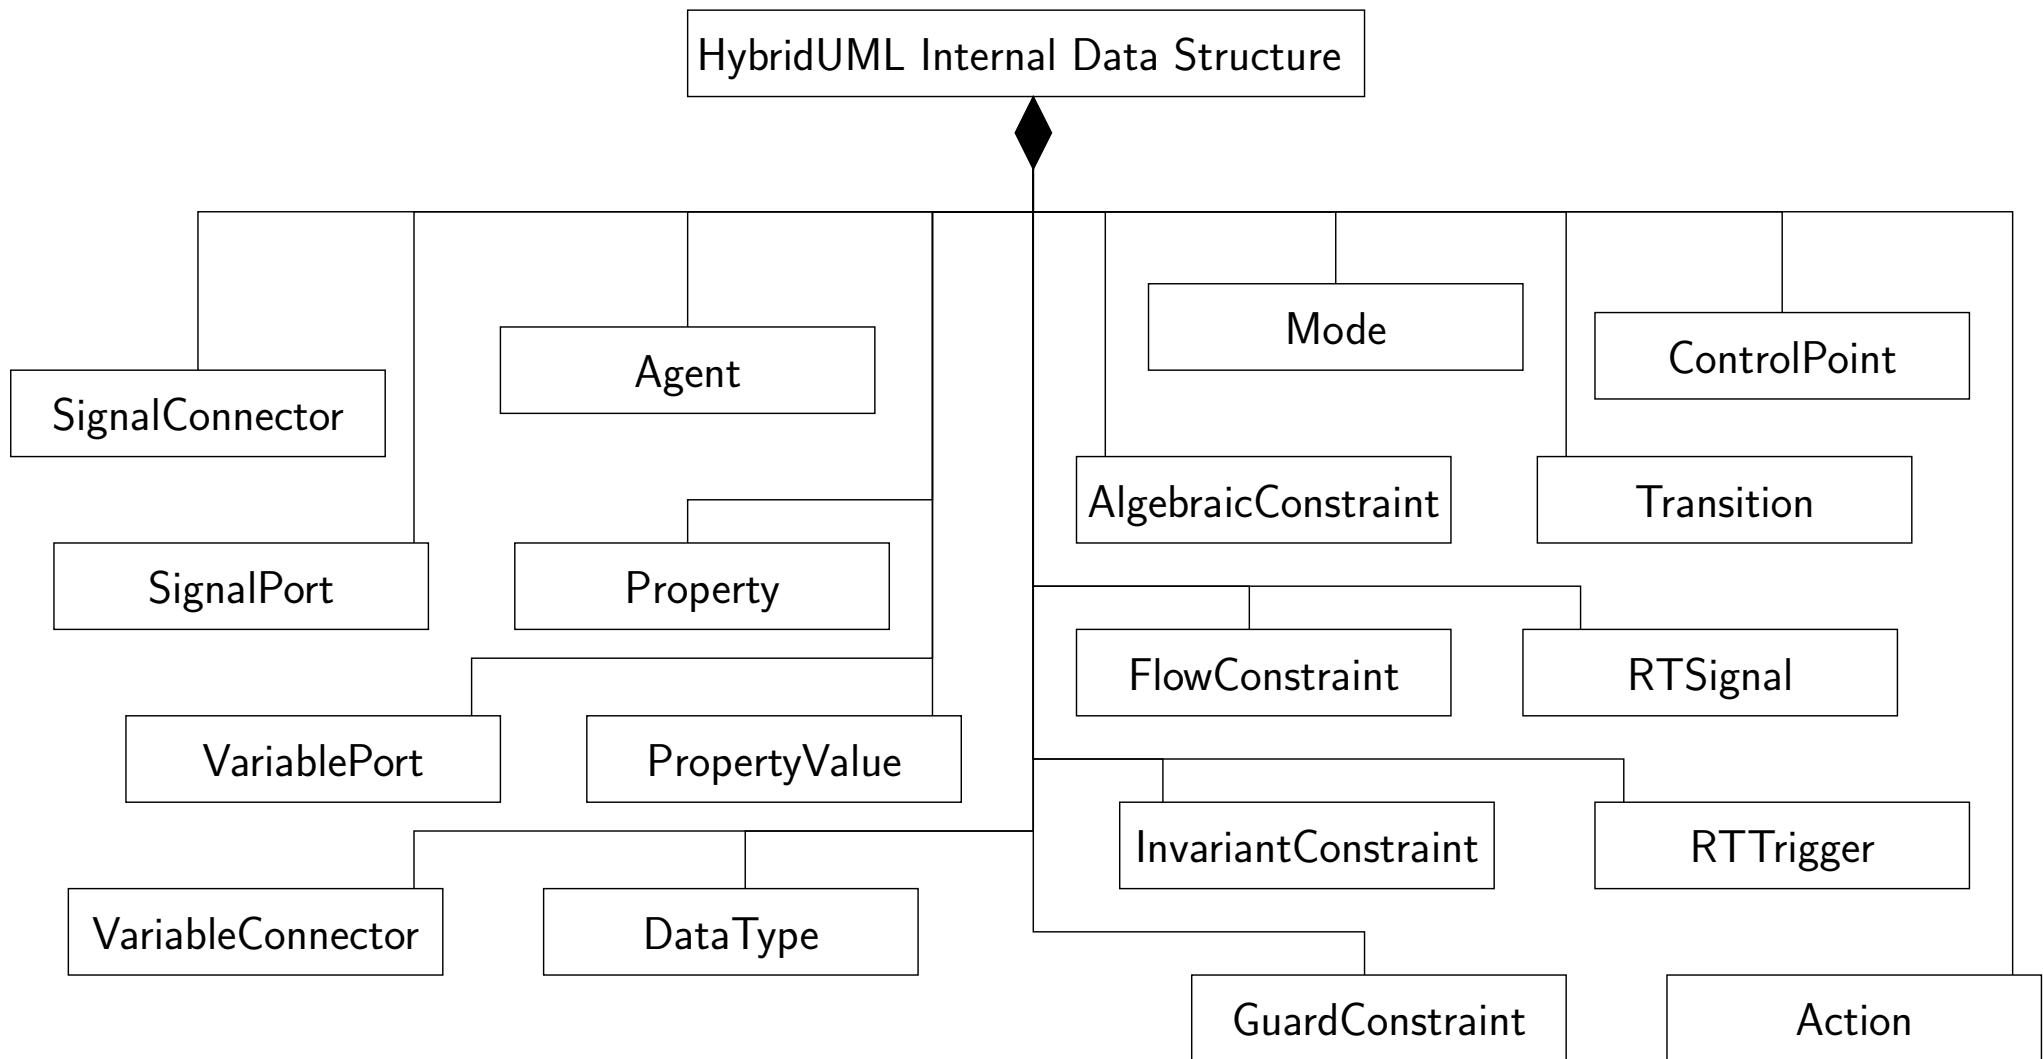 HybridUML Internal Data Structure
Mode
ControlPoint
Agent
SignalConnector
AlgebraicConstraint
Transition
SignalPort
Property
FlowConstraint
RTSignal
VariablePort
PropertyValue
InvariantConstraint
RTTrigger
VariableConnector
DataType
GuardConstraint
Action